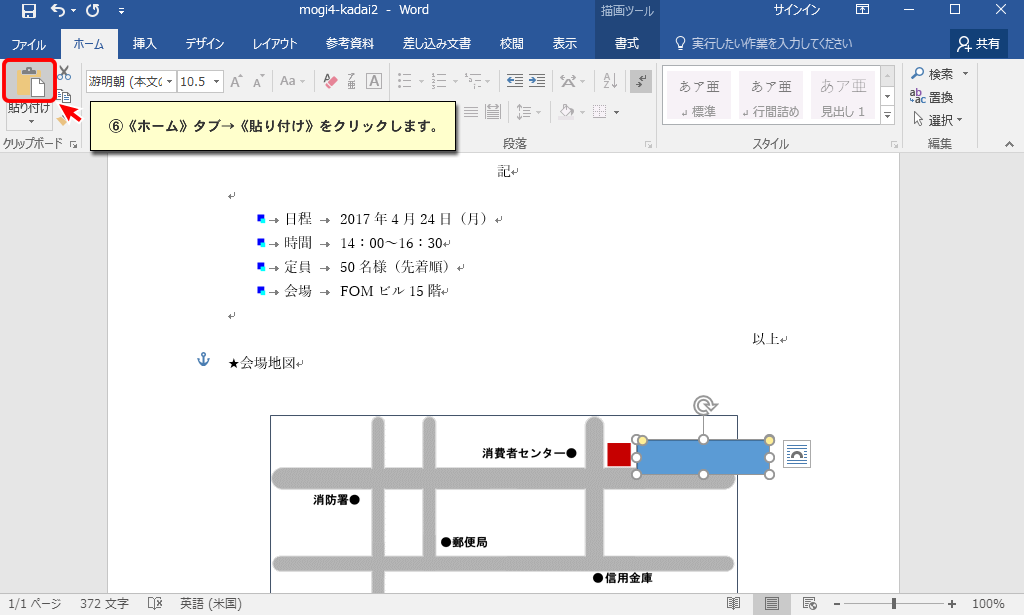 mogi4-kadai2 - Word
描画ツール
サインイン
ファイル ホーム 挿入 デザイン レイアウト 参考資料 差し込み文書 校閲 表示 書式 実行したい作業を入力してください 共有
游明朝 (本文 10.5
Aa
A
あア亜 あア亜 あア亜
標準 行間詰め 見出し 1
検索
置換
選択
貼り付け
⑥《ホーム》タブ→《貼り付け》をクリックします。
クリップボード 段落 スタイル 編集
記
日程 → 2017 年 4 月 24 日（月）
時間 → 14：00～16：30
定員 → 50 名様（先着順）
会場 → FOM ビル 15 階
以上
★会場地図
消費者センター●
消防署●
●郵便局
●信用金庫
1/1 ページ 372 文字 英語 (米国) 100%